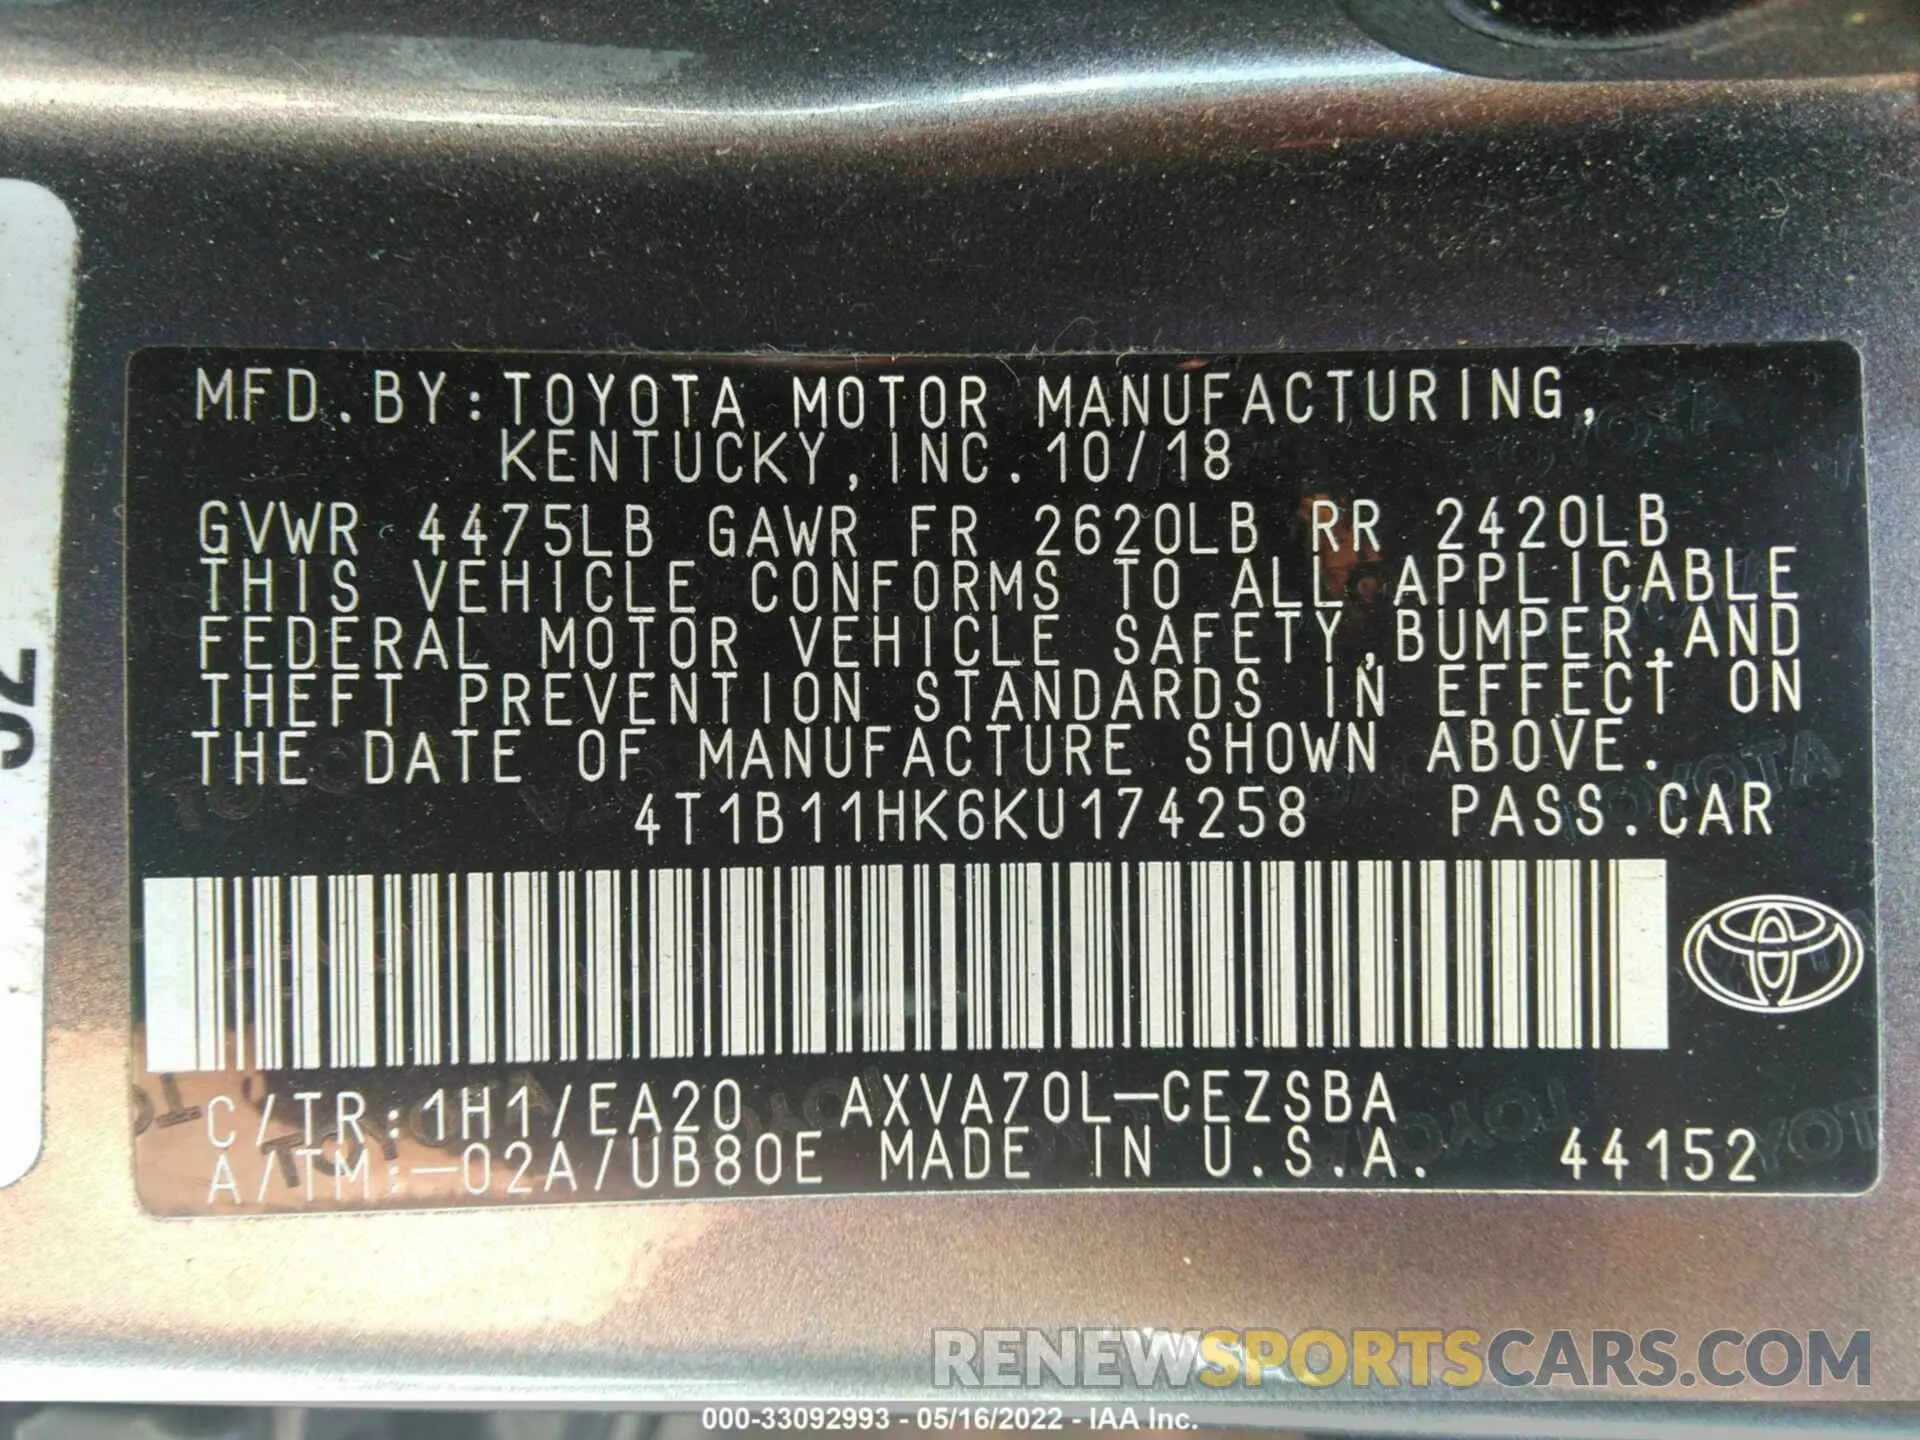 MFD.BY:TOYOTA MOTOR MANUFACTURING,
KENTUCKY,INC.10/18
GVWR 4475LB GAWR FR 2620LB RR 2420LB
THIS VEHICLE CONFORMS TO ALL APPLICABLE
FEDERAL MOTOR VEHICLE SAFETY,BUMPER,AND
THEFT PREVENTION STANDARDS IN EFFECT ON
THE DATE OF MANUFACTURE SHOWN ABOVE.
4T1B11HK6KU174258 PASS.CAR
C/TR:1H1/EA20 AXVA70L-CEZSBA
A/TM:-02A/UB80E MADE IN U.S.A. 44152
RENEWSPORTSCARS.COM
000-33092993 - 05/16/2022 - IAA Inc.